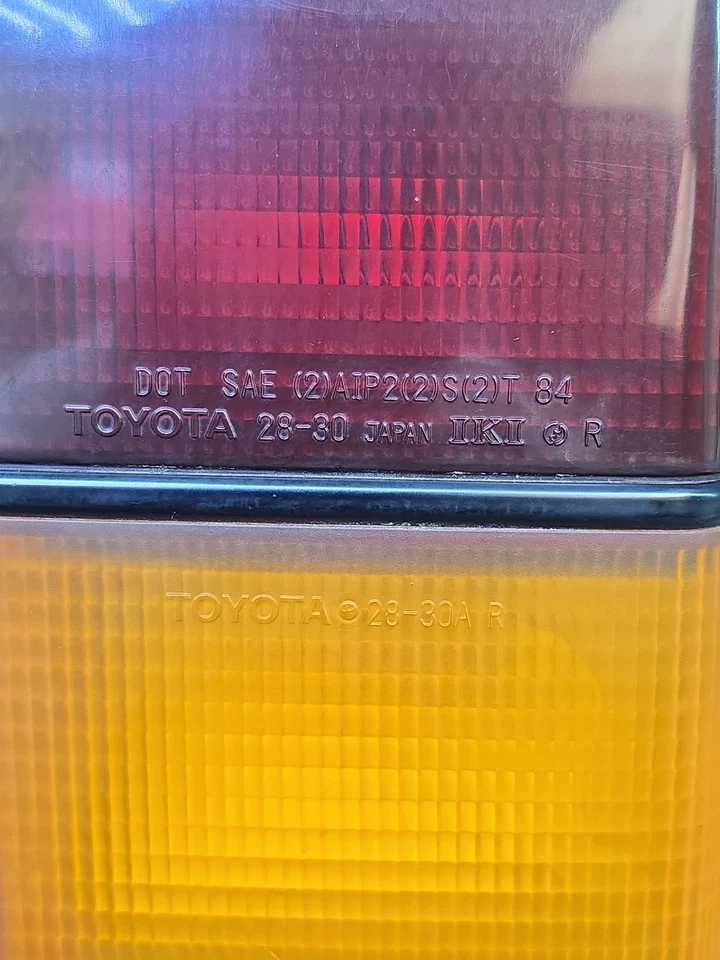 DOT SAE (2)AIP2(2)S(2)T 84
TOYOTA 28-30 JAPAN IKI R
TOYOTA 28-30A R